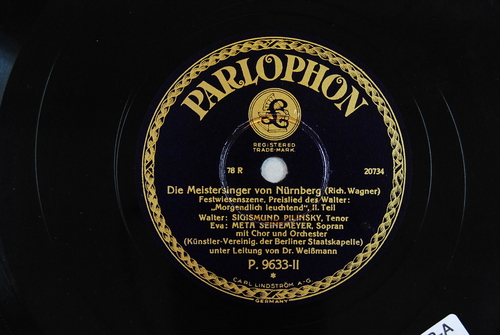 PARLOPHON
£
REGISTERED
TRADE-MARK.
78 R 20734
Die Meistersinger von Nürnberg (Rich. Wagner)
Festwiesenszene, Preislied des Walter:
„Morgendlich leuchtend", II. Teil
Walter: SIGISMUND PILINSKY, Tenor
Eva: META SEINEMEYER, Sopran
mit Chor und Orchester
(Künstler-Vereinig. der Berliner Staatskapelle)
unter Leitung von Dr. Weißmann
P. 9633-II
*
CARL LINDSTRÖM A-G
GERMANY